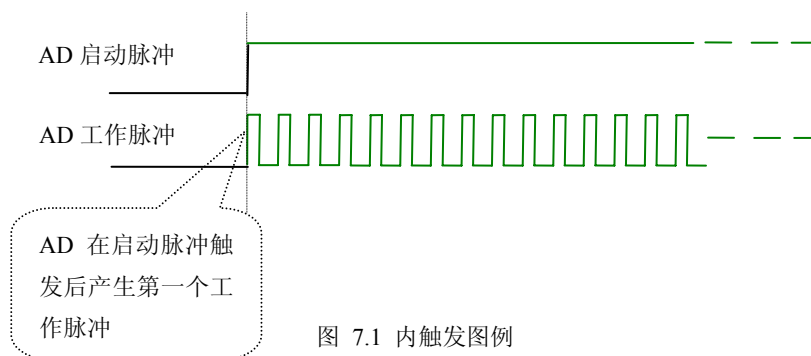 AD 启动脉冲
AD 工作脉冲
AD 在启动脉冲触
发后产生第一个工
作脉冲
图 7.1 内触发图例